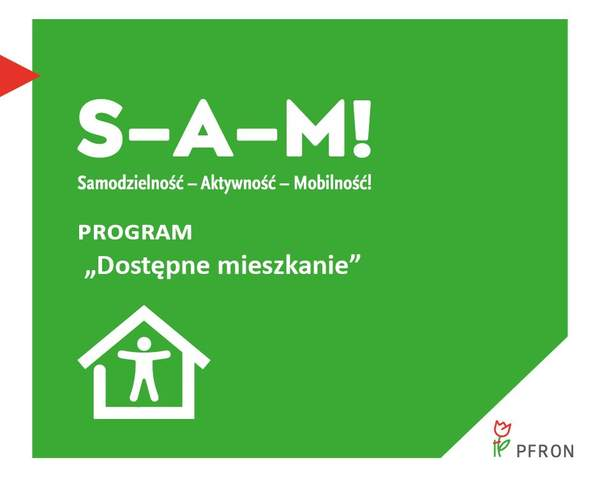 S–A–M!
Samodzielność – Aktywność – Mobilność!
PROGRAM
„Dostępne mieszkanie”
PFRON